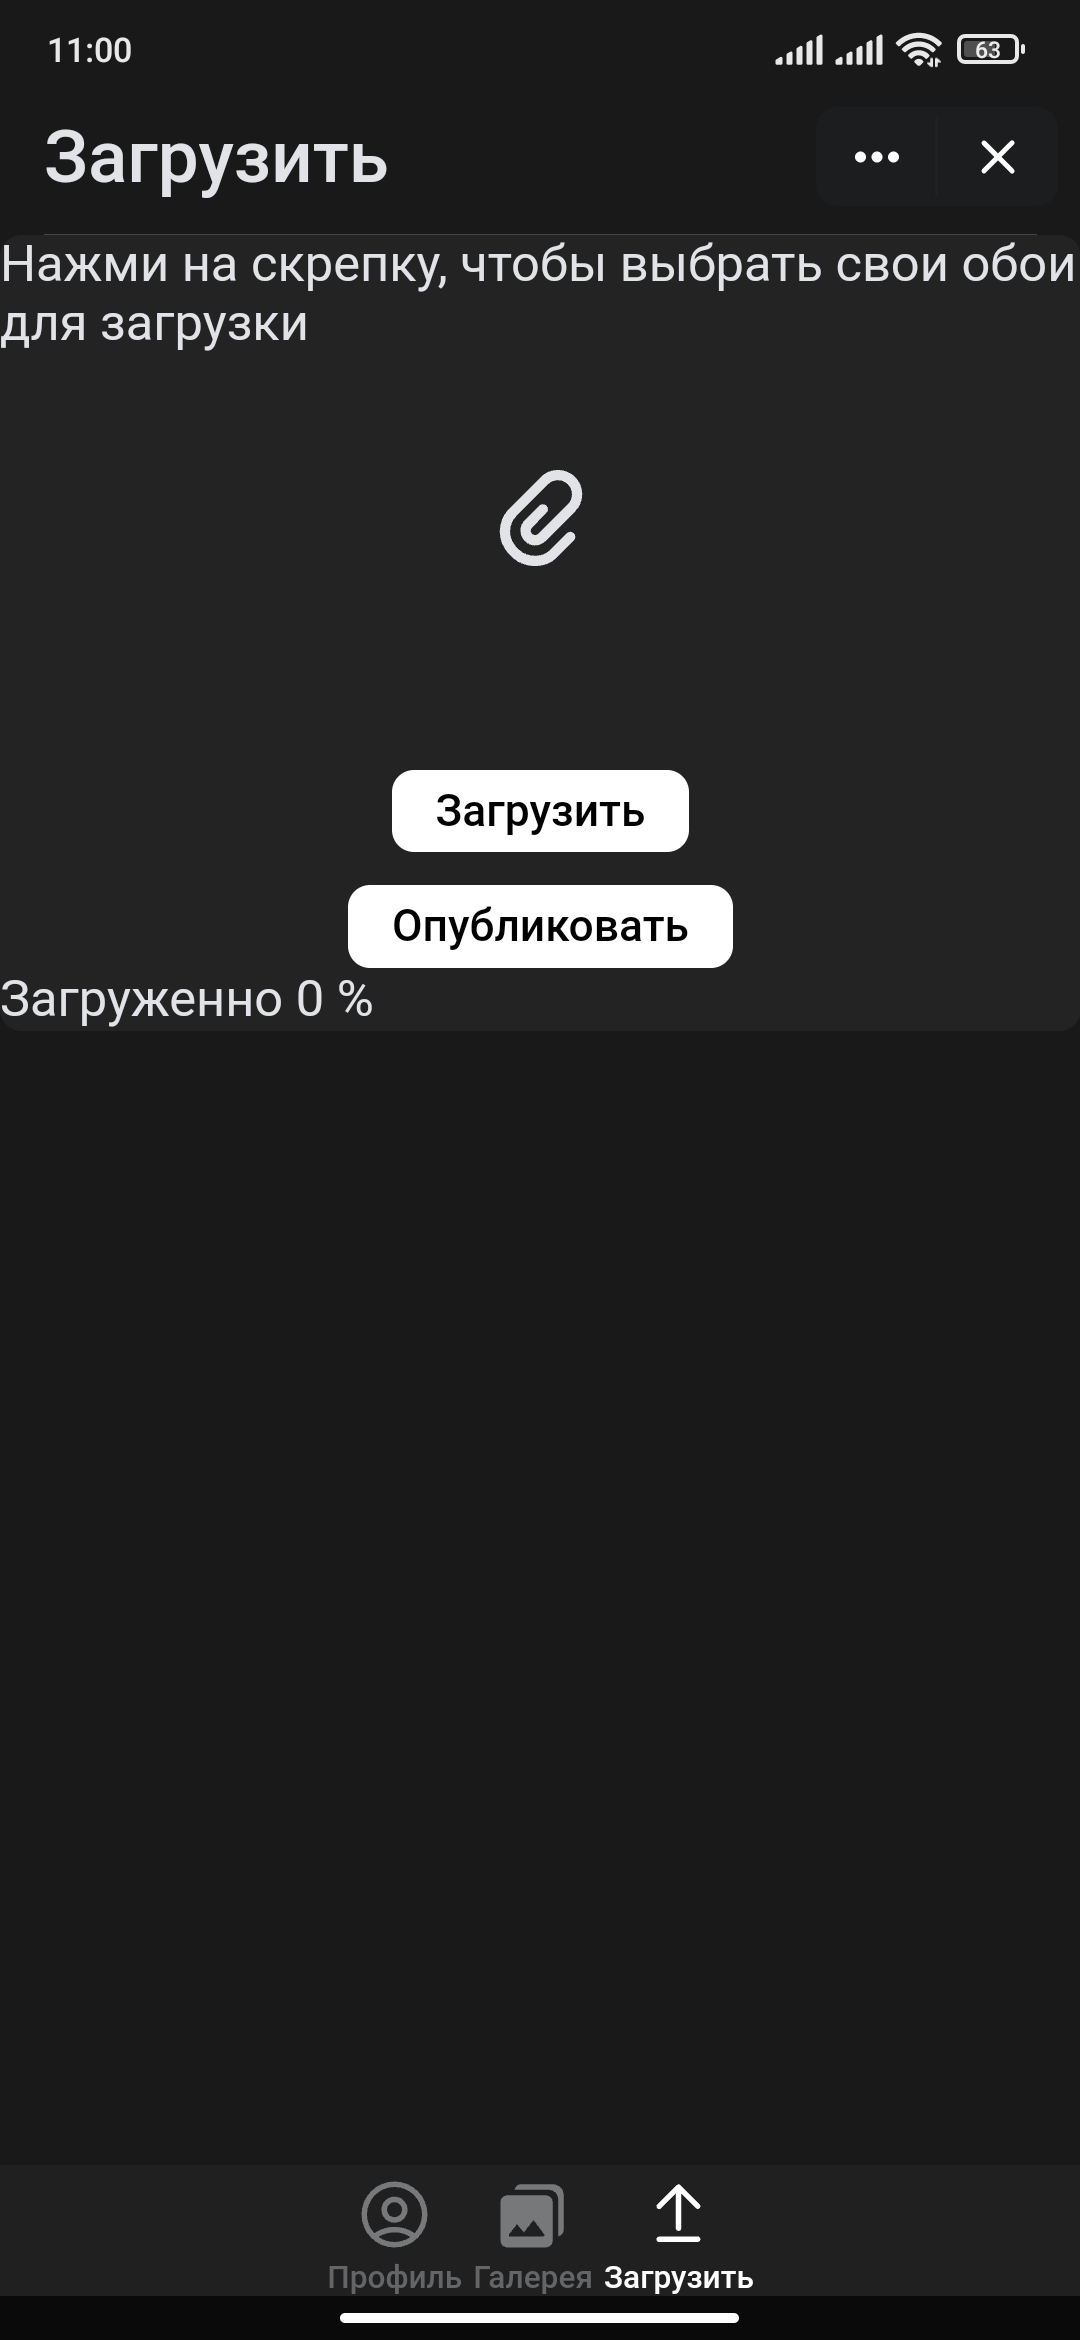 11:00
63
Загрузить
Нажми на скрепку, чтобы выбрать свои обои
для загрузки
Загрузить
Опубликовать
Загруженно 0 %
Профиль Галерея Загрузить